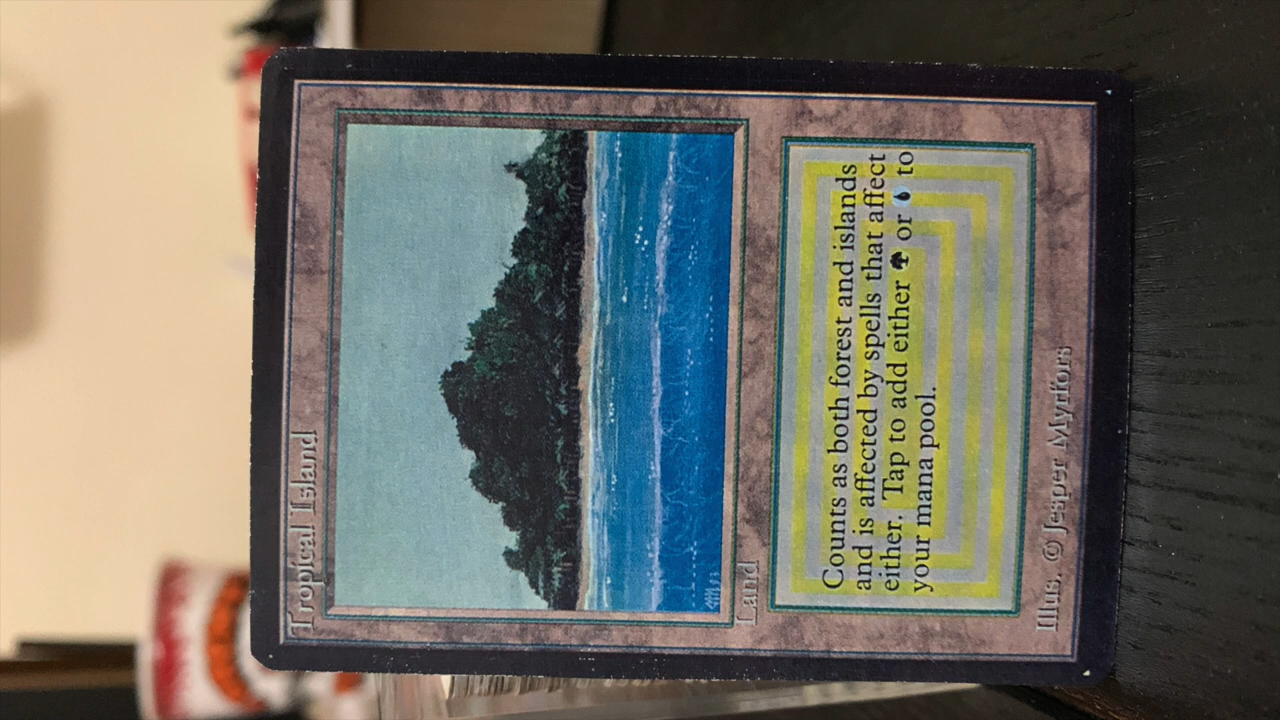 Tropical Island
Land
Counts as both forest and islands
and is affected by spells that affect
either. Tap to add either or to
your mana pool.
Illus. © Jesper Myrfors